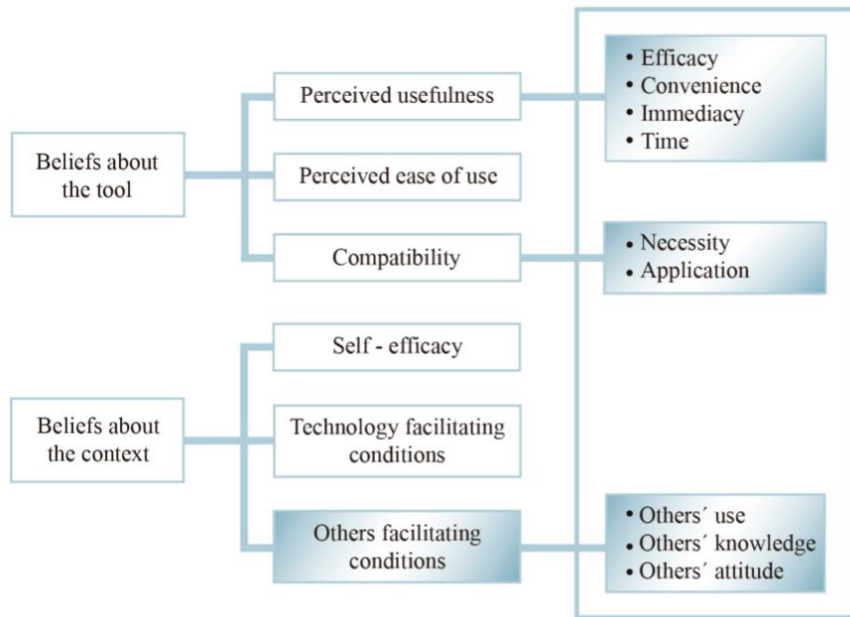 Beliefs about
the tool
Perceived usefulness
Perceived ease of use
Compatibility
• Efficacy
• Convenience
• Immediacy
• Time
• Necessity
• Application
Beliefs about
the context
Self - efficacy
Technology facilitating
conditions
Others facilitating
conditions
• Others´ use
• Others´ knowledge
• Others´ attitude